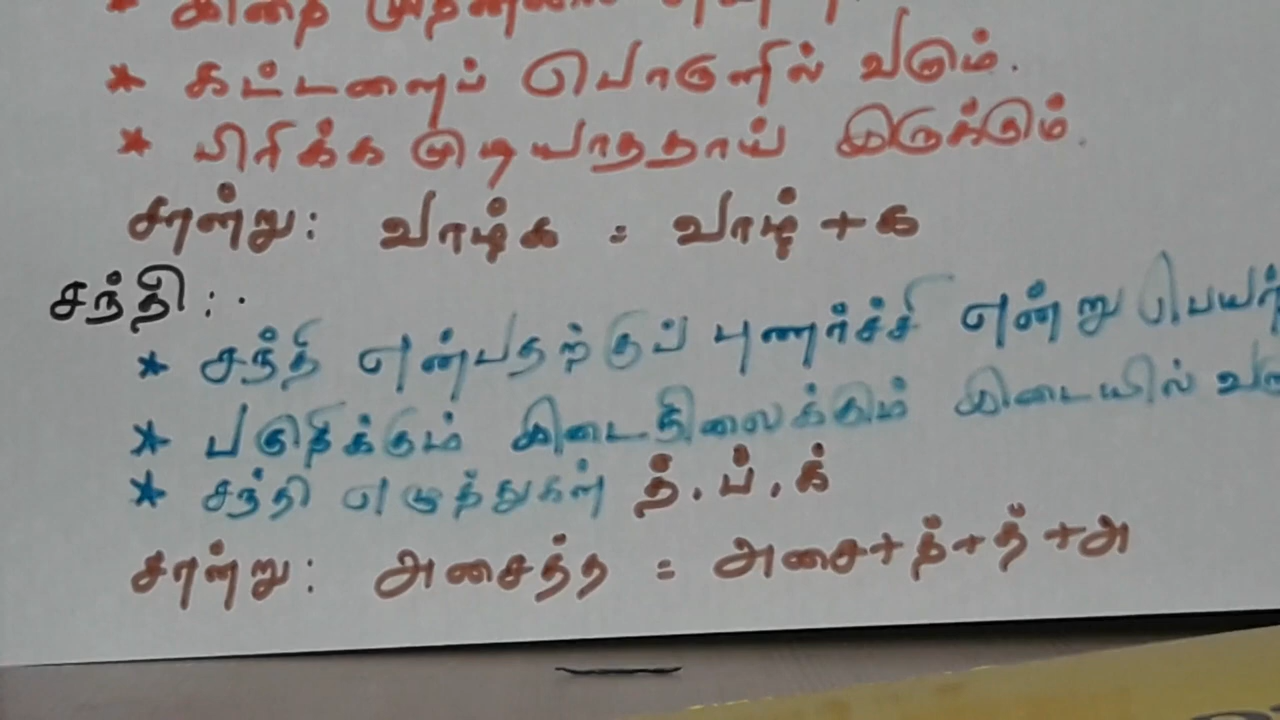 * கட்டளைப் பொருளில் வரும்.
* பிரிக்க முடியாததாய் இருக்கும்.
சான்று: வாழ்க = வாழ் + க
சந்தி:.
* சந்தி என்பதற்குப் புணர்ச்சி என்று பெயர்
* பகுதிக்கும் இடைநிலைக்கும் இடையில்
* சந்தி எழுத்துகள் த். ப். க்
சான்று: அசைத்த = அசை+த்+த்+அ